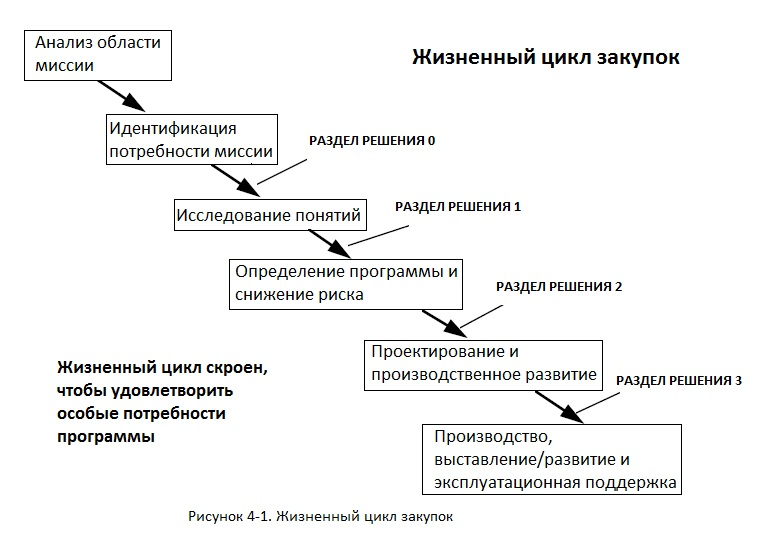 Анализ области
миссии
Жизненный цикл закупок
Идентификация
потребности миссии
РАЗДЕЛ РЕШЕНИЯ 0
Исследование понятий
РАЗДЕЛ РЕШЕНИЯ 1
Определение программы и
снижение риска
РАЗДЕЛ РЕШЕНИЯ 2
Проектирование и
производственное развитие
РАЗДЕЛ РЕШЕНИЯ 3
Жизненный цикл скроен,
чтобы удовлетворить
особые потребности
программы
Производство,
выставление/развитие и
эксплуатационная поддержка
Рисунок 4-1. Жизненный цикл закупок